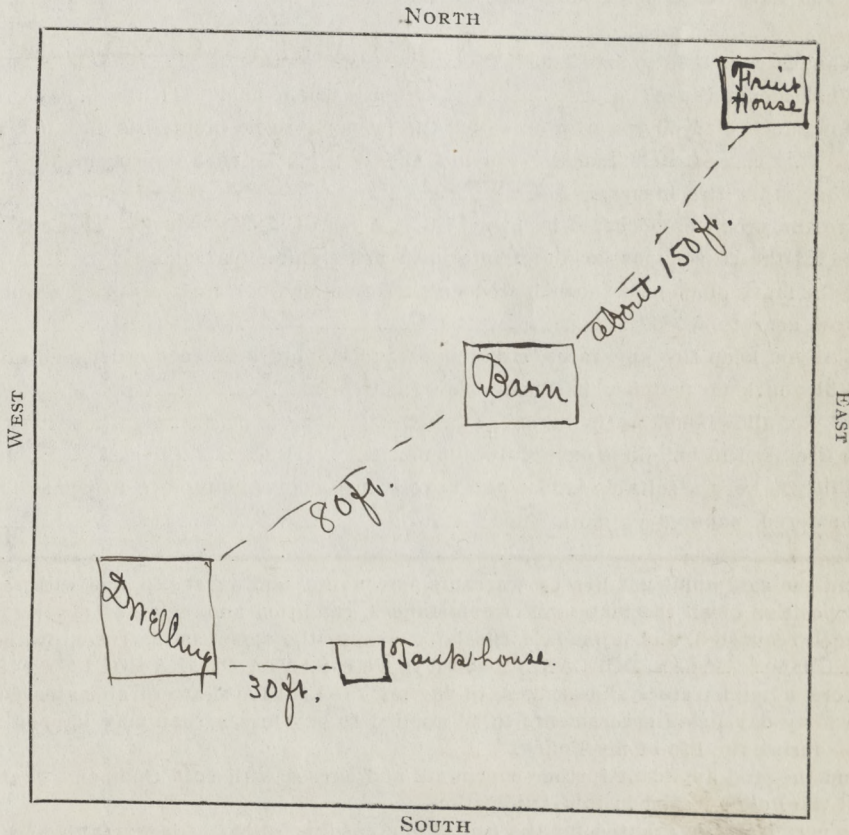 NORTH
Fruit
House
about 150 ft.
Barn
WEST
EAST
80 ft.
Dwelling
Tank house.
30 ft.
SOUTH